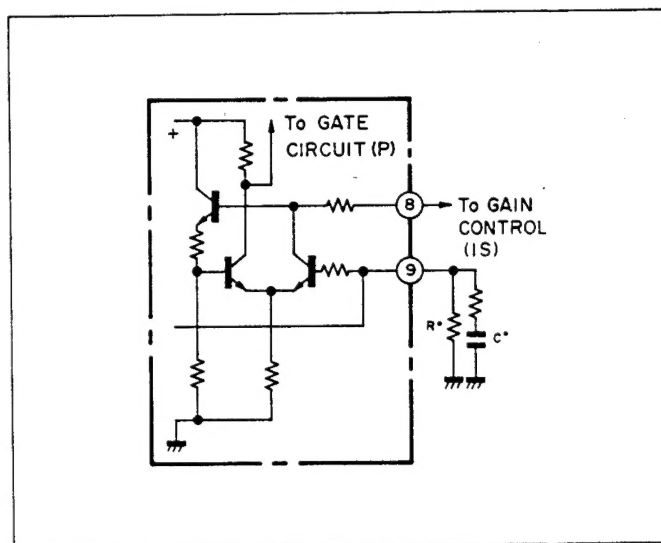 +
To GATE
CIRCUIT (P)
8
To GAIN
CONTROL
(1S)
9
R°
C°